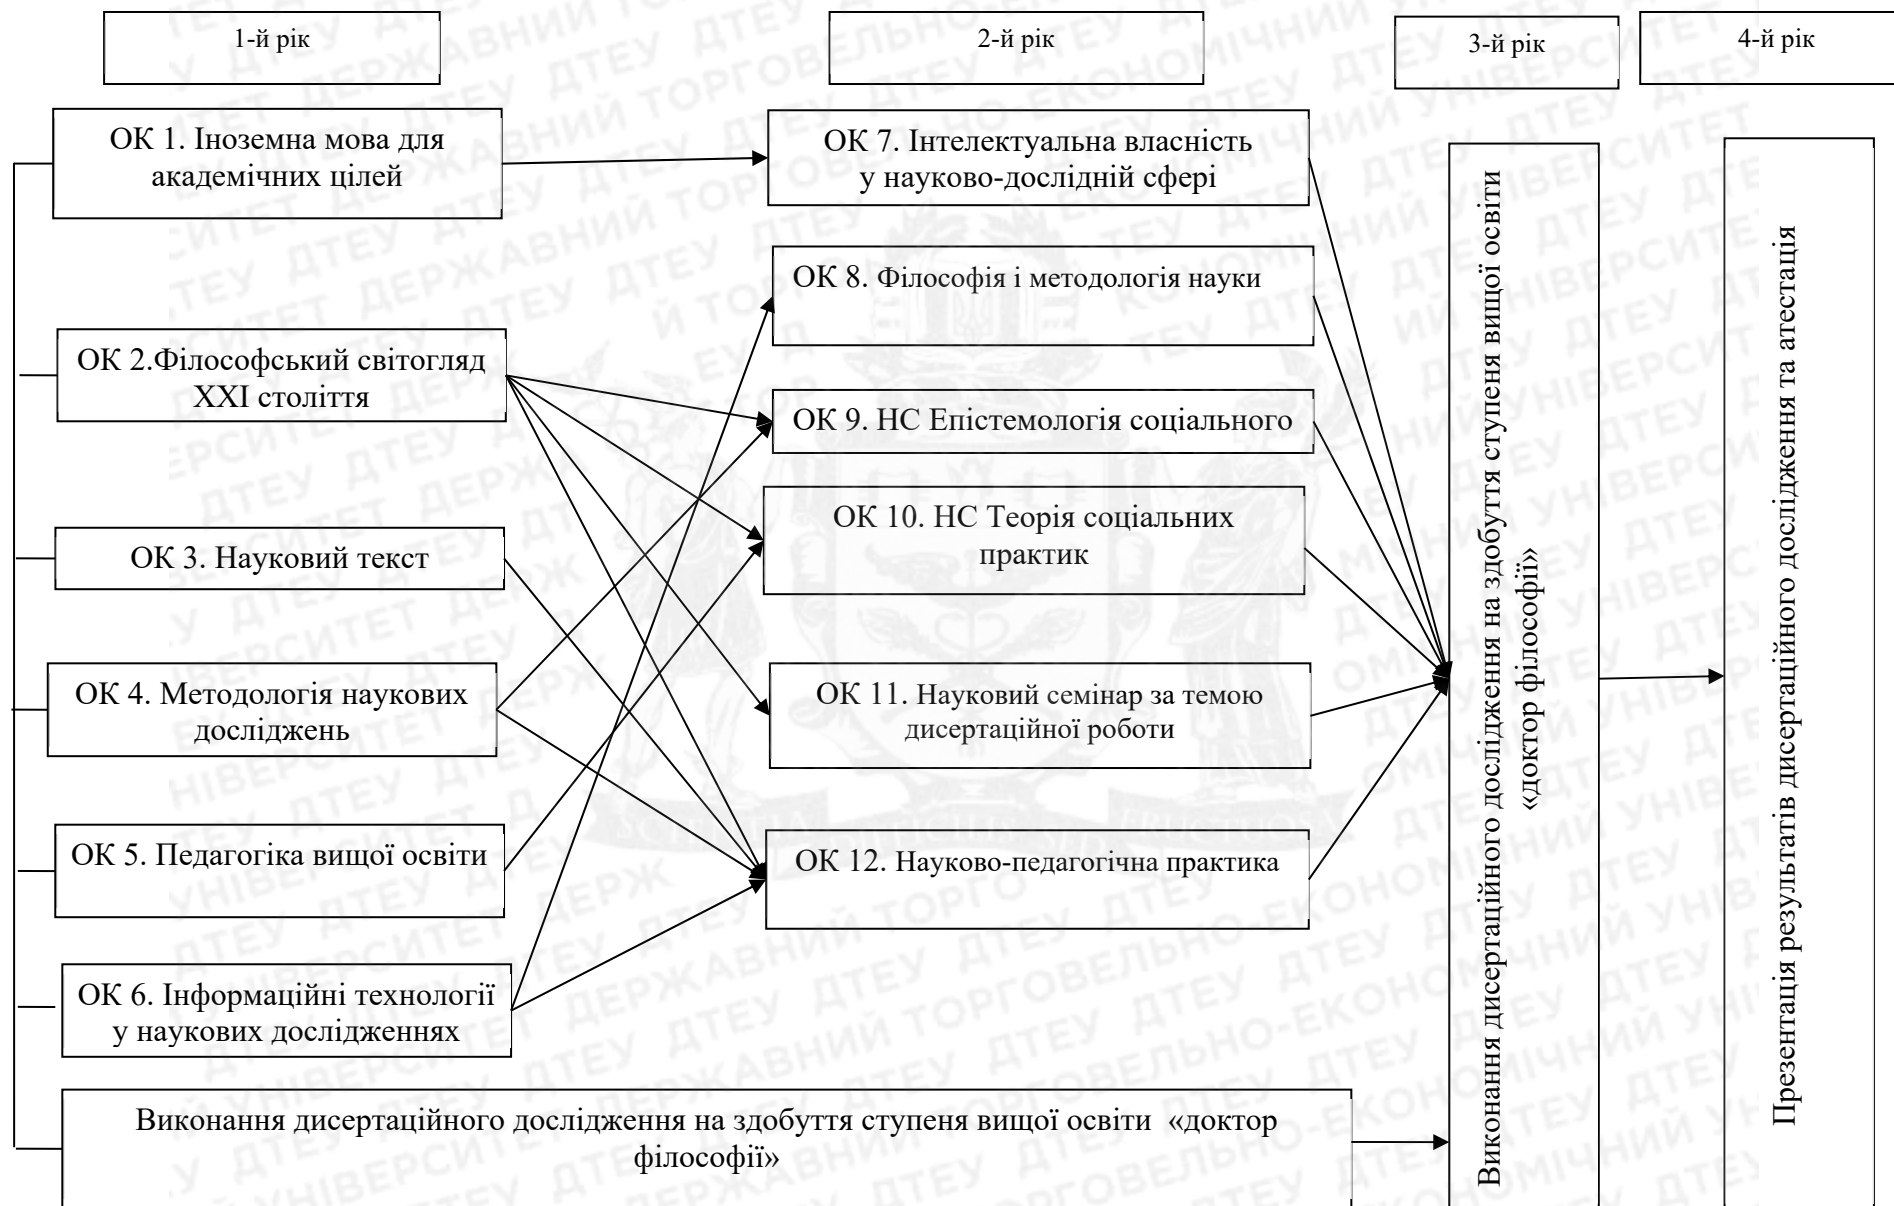 1-й рік
2-й рік
3-й рік
4-й рік
ОК 1. Іноземна мова для
академічних цілей
ОК 2.Філософський світогляд
ХХІ століття
ОК 3. Науковий текст
ОК 4. Методологія наукових
досліджень
ОК 5. Педагогіка вищої освіти
ОК 6. Інформаційні технології
у наукових дослідженнях
ОК 7. Інтелектуальна власність
у науково-дослідній сфері
ОК 8. Філософія і методологія науки
ОК 9. НС Епістемологія соціального
ОК 10. НС Теорія соціальних
практик
ОК 11. Науковий семінар за темою
дисертаційної роботи
ОК 12. Науково-педагогічна практика
Виконання дисертаційного дослідження на здобуття ступеня вищої освіти «доктор
філософії»
Виконання дисертаційного дослідження на здобуття ступеня вищої освіти
«доктор філософії»
Презентація результатів дисертаційного дослідження та атестація